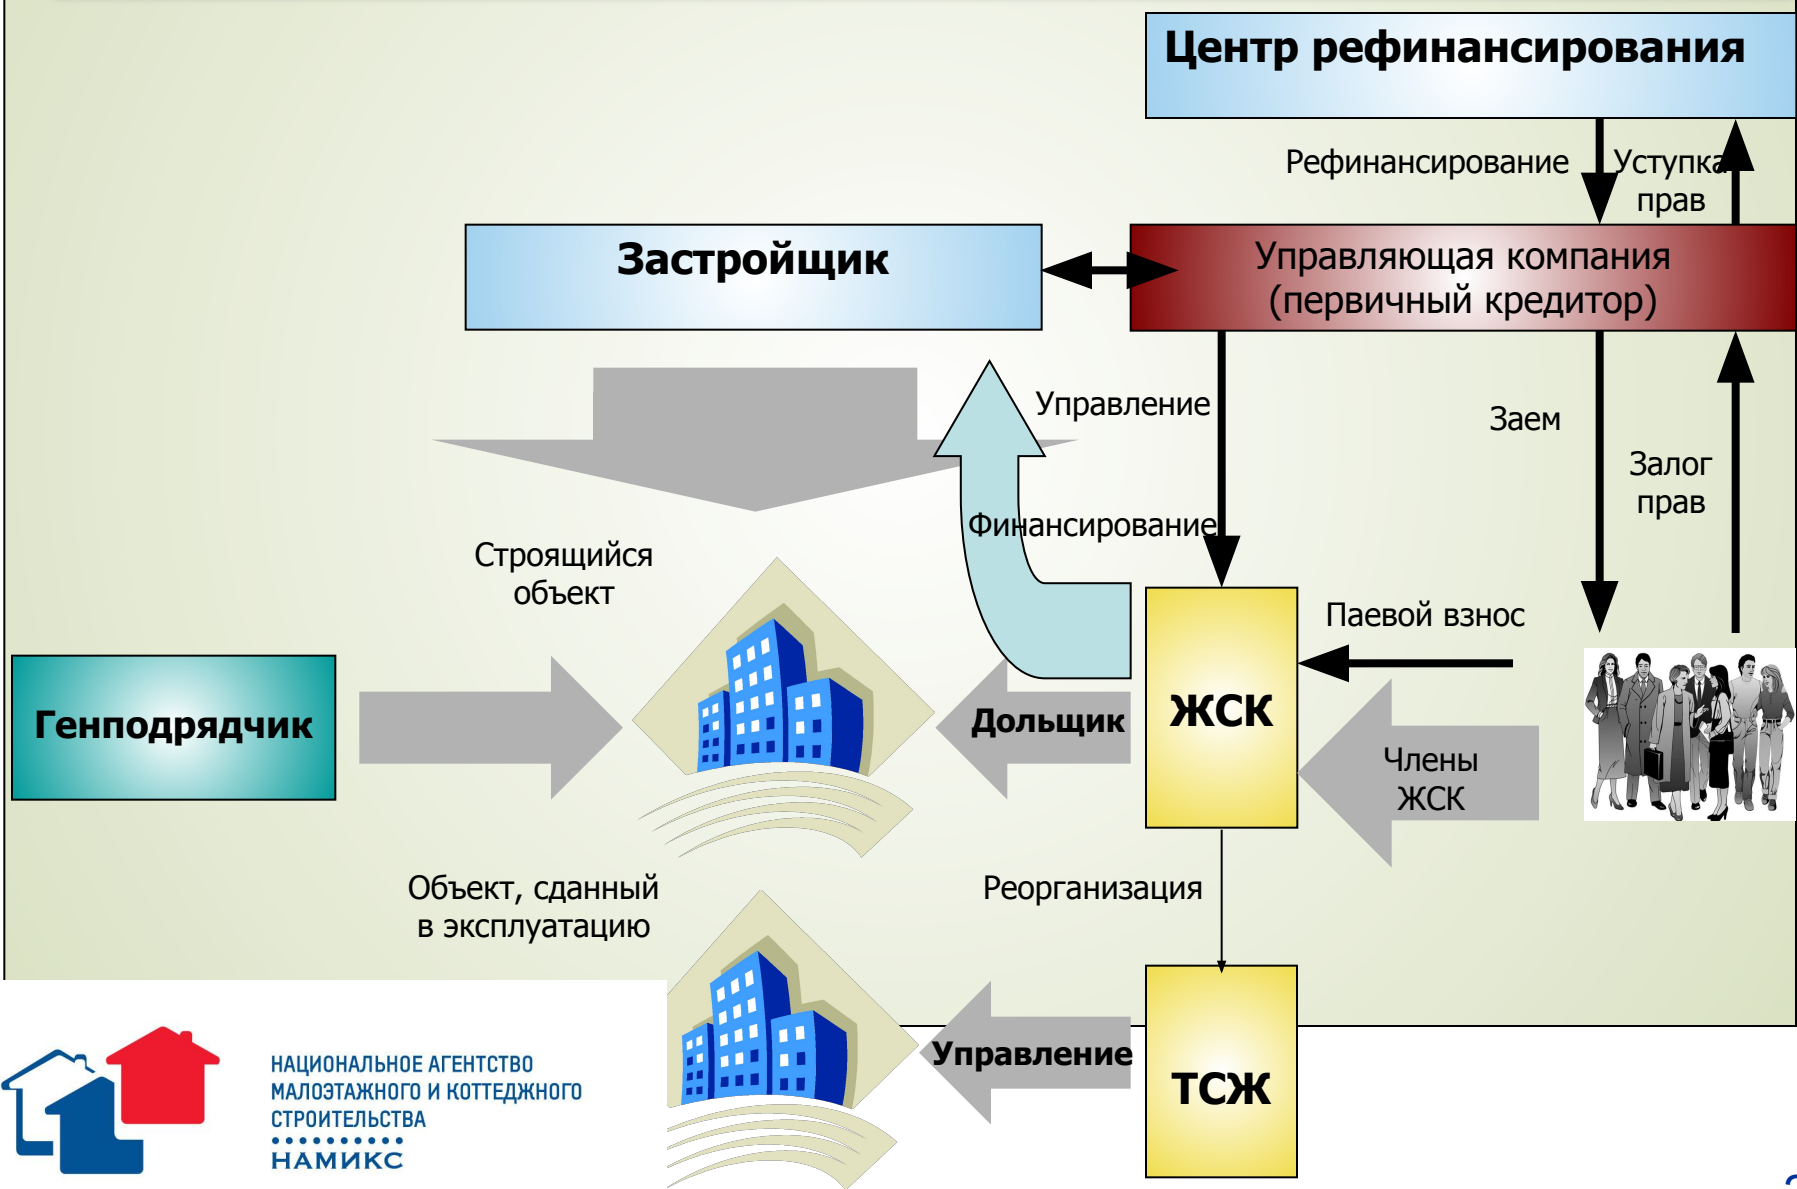 Центр рефинансирования
Рефинансирование
Уступка
прав
Застройщик
Управляющая компания
(первичный кредитор)
Управление
Заем
Залог
прав
Финансирование
Строящийся
объект
Паевой взнос
Генподрядчик
Дольщик
ЖСК
Члены
ЖСК
Объект, сданный
в эксплуатацию
Реорганизация
Управление
ТСЖ
НАЦИОНАЛЬНОЕ АГЕНТСТВО
МАЛОЭТАЖНОГО И КОТТЕДЖНОГО
СТРОИТЕЛЬСТВА
НАМИКС